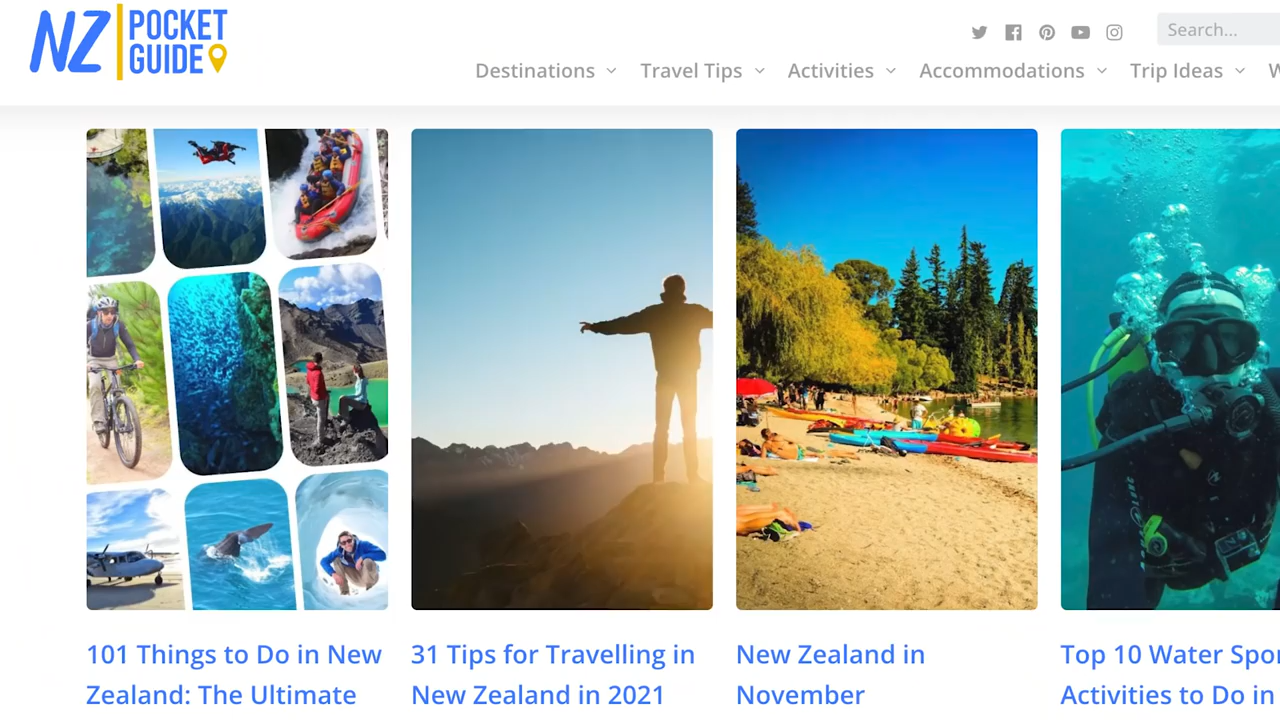 NZ POCKET
GUIDE
Search...
Destinations Travel Tips Activities Accommodations Trip Ideas W
101 Things to Do in New
Zealand: The Ultimate
31 Tips for Travelling in
New Zealand in 2021
New Zealand in
November
Top 10 Water Spor
Activities to Do in